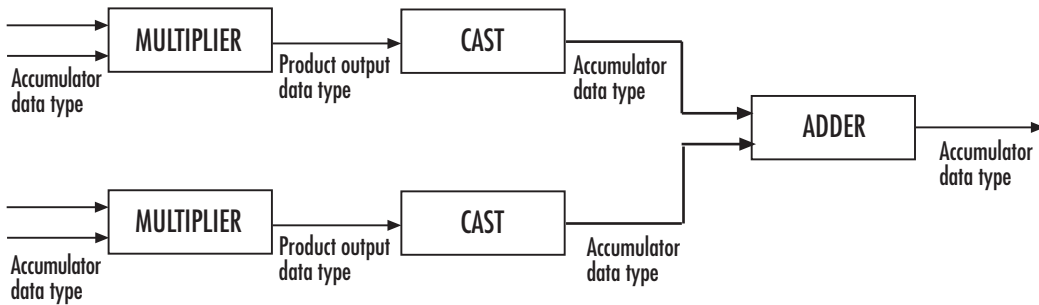 MULTIPLIER
CAST
Accumulator
data type
Product output
data type
Accumulator
data type
ADDER
Accumulator
data type
MULTIPLIER
CAST
Accumulator
data type
Product output
data type
Accumulator
data type